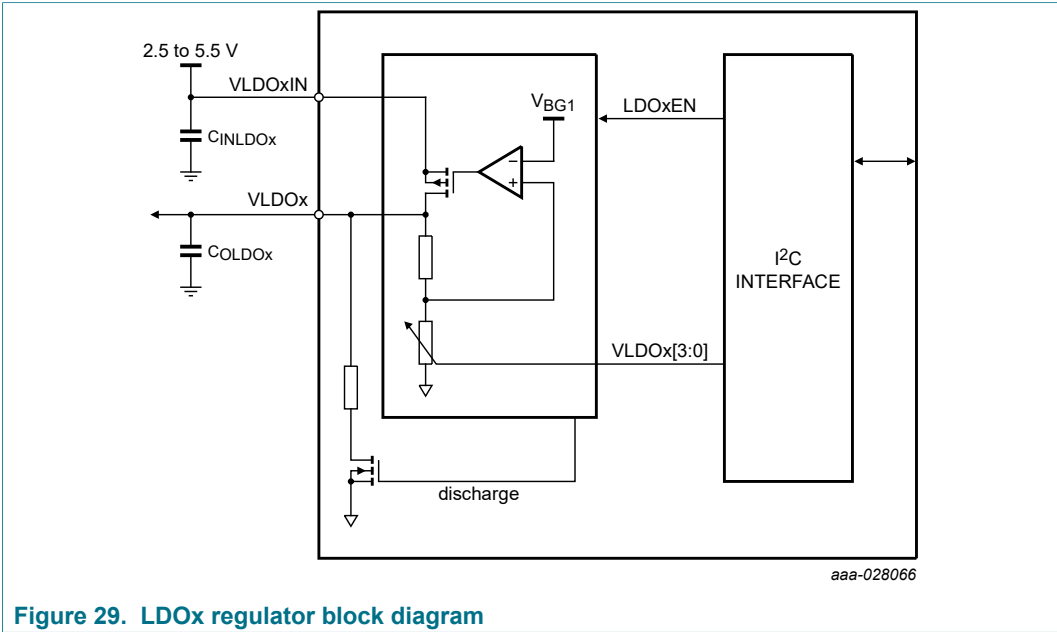 2.5 to 5.5 V
VLDOxIN
CINLDOx
VLDOx
COLDOx
VBG1
−
+
LDOxEN
I2C
INTERFACE
VLDOx[3:0]
discharge
aaa-028066
Figure 29. LDOx regulator block diagram